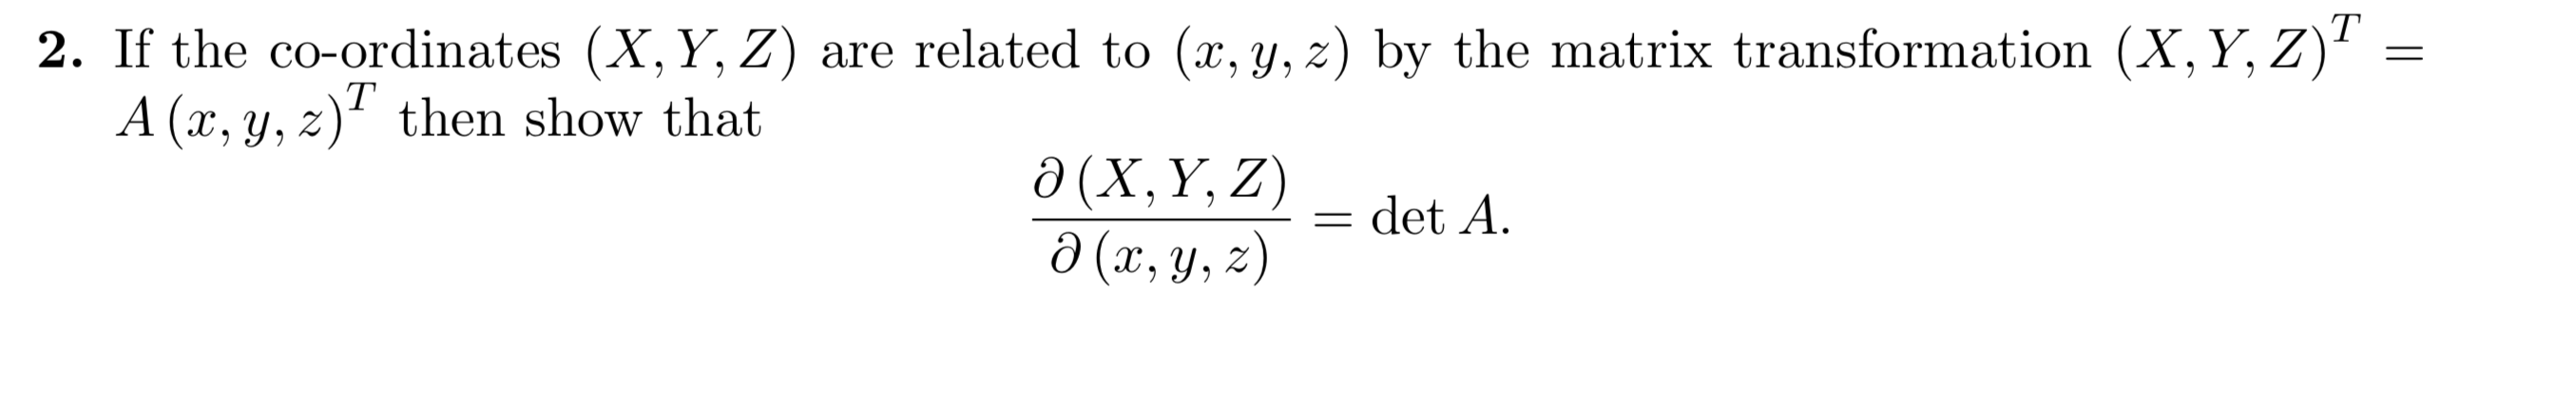 2. If the co-ordinates (X, Y, Z) are related to (x, y, z) by the matrix transformation (X, Y, Z)^T =
A (x, y, z)^T then show that
∂ (X, Y, Z)
∂ (x, y, z)
= det A.